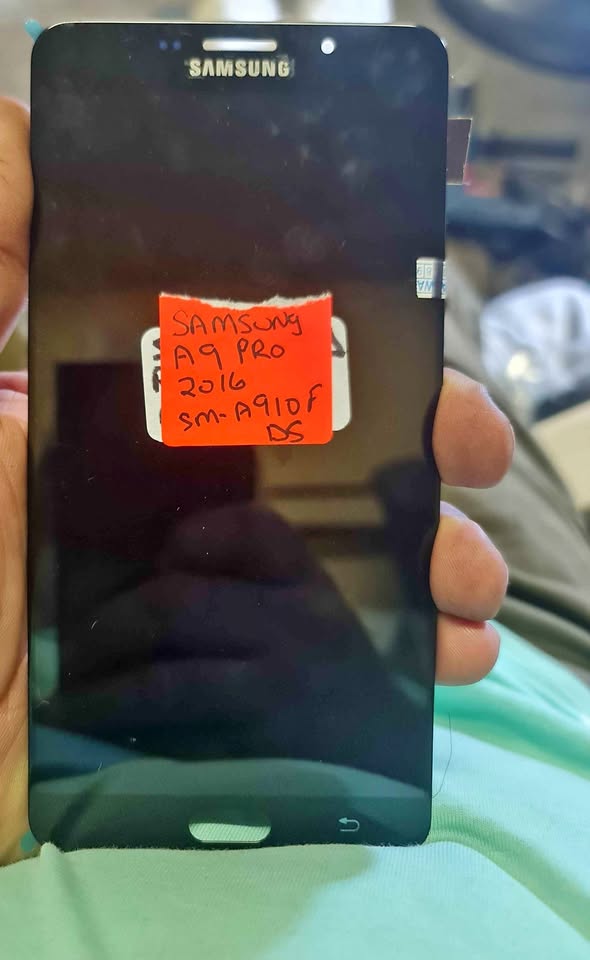 SAMSUNG
SAMSUNG
A9 PRO
2016
SM-A910F
DS